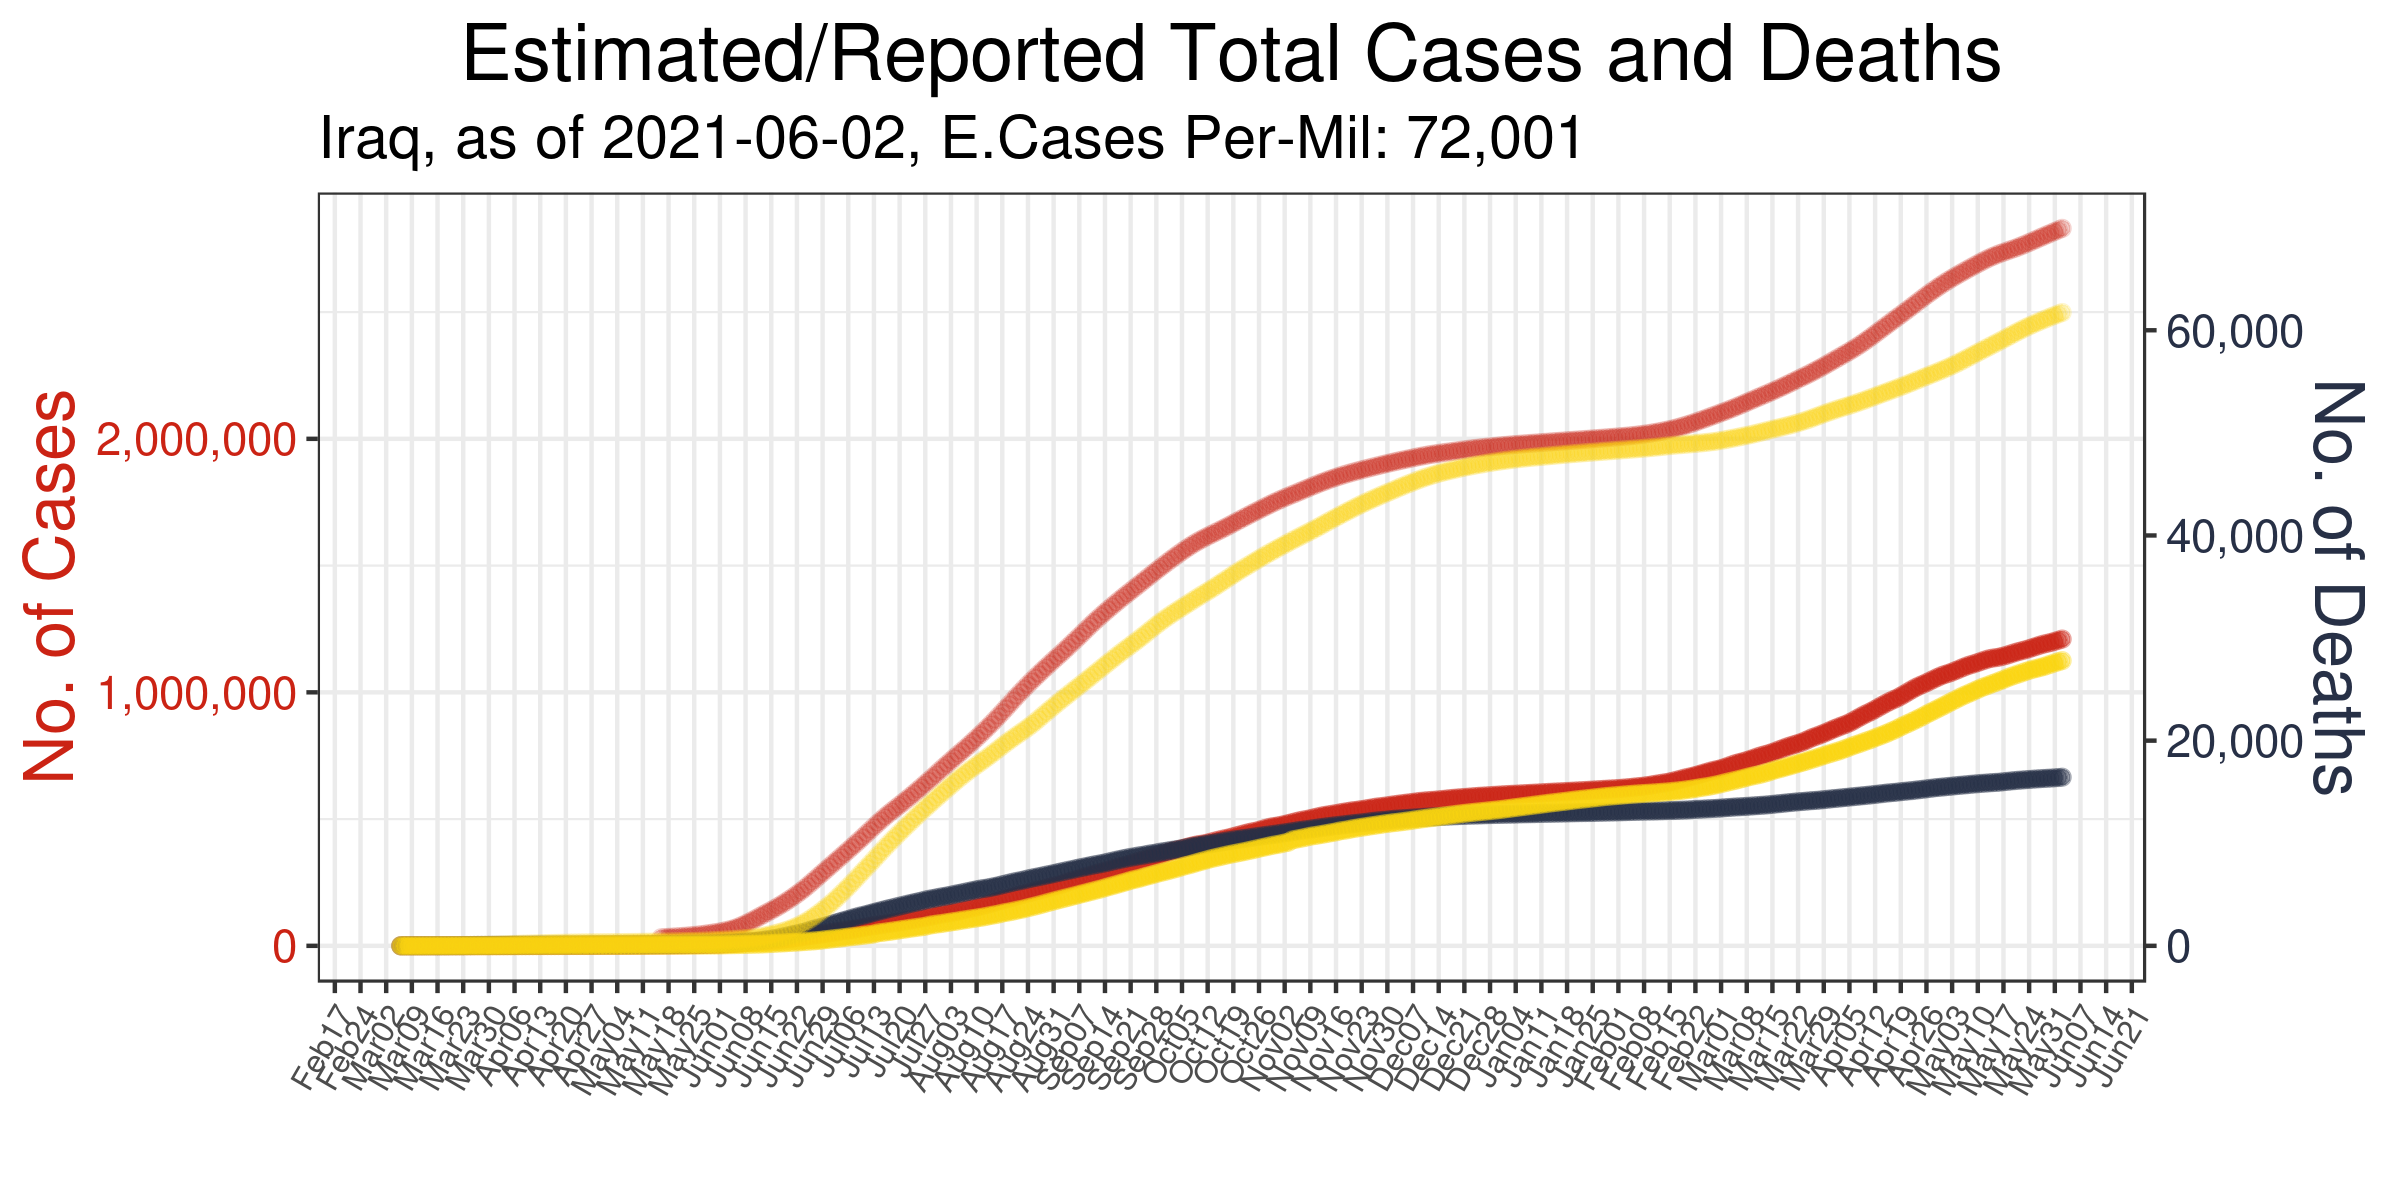 Estimated/Reported Total Cases and Deaths
Iraq, as of 2021-06-02, E.Cases Per-Mil: 72,001
No. of Cases
2,000,000
1,000,000
0
60,000
40,000
20,000
0
No. of Deaths
Feb17 Feb24 Mar02 Mar09 Mar16 Mar23 Mar30 Apr06 Apr13 Apr20 Apr27 May04 May11 May18 May25 Jun01 Jun08 Jun15 Jun22 Jun29 Jul06 Jul13 Jul20 Jul27 Aug03 Aug10 Aug17 Aug24 Aug31 Sep07 Sep14 Sep21 Sep28 Oct05 Oct12 Oct19 Oct26 Nov02 Nov09 Nov16 Nov23 Nov30 Dec07 Dec14 Dec21 Dec28 Jan04 Jan11 Jan18 Jan25 Feb01 Feb08 Feb15 Feb22 Mar01 Mar08 Mar15 Mar22 Mar29 Apr05 Apr12 Apr19 Apr26 May03 May10 May17 May24 May31 Jun07 Jun14 Jun21